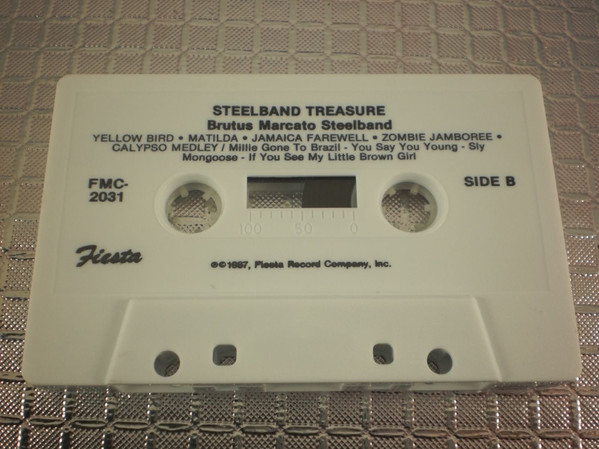 STEELBAND TREASURE
Brutus Marcato Steelband
YELLOW BIRD • MATILDA • JAMAICA FAREWELL • ZOMBIE JAMBOREE •
CALYPSO MEDLEY / Millie Gone To Brazil - You Say You Young - Sly
Mongoose - If You See My Little Brown Girl
FMC-
2031
SIDE B
100 50 0
Fiesta
℗©1987, Fiesta Record Company, Inc.